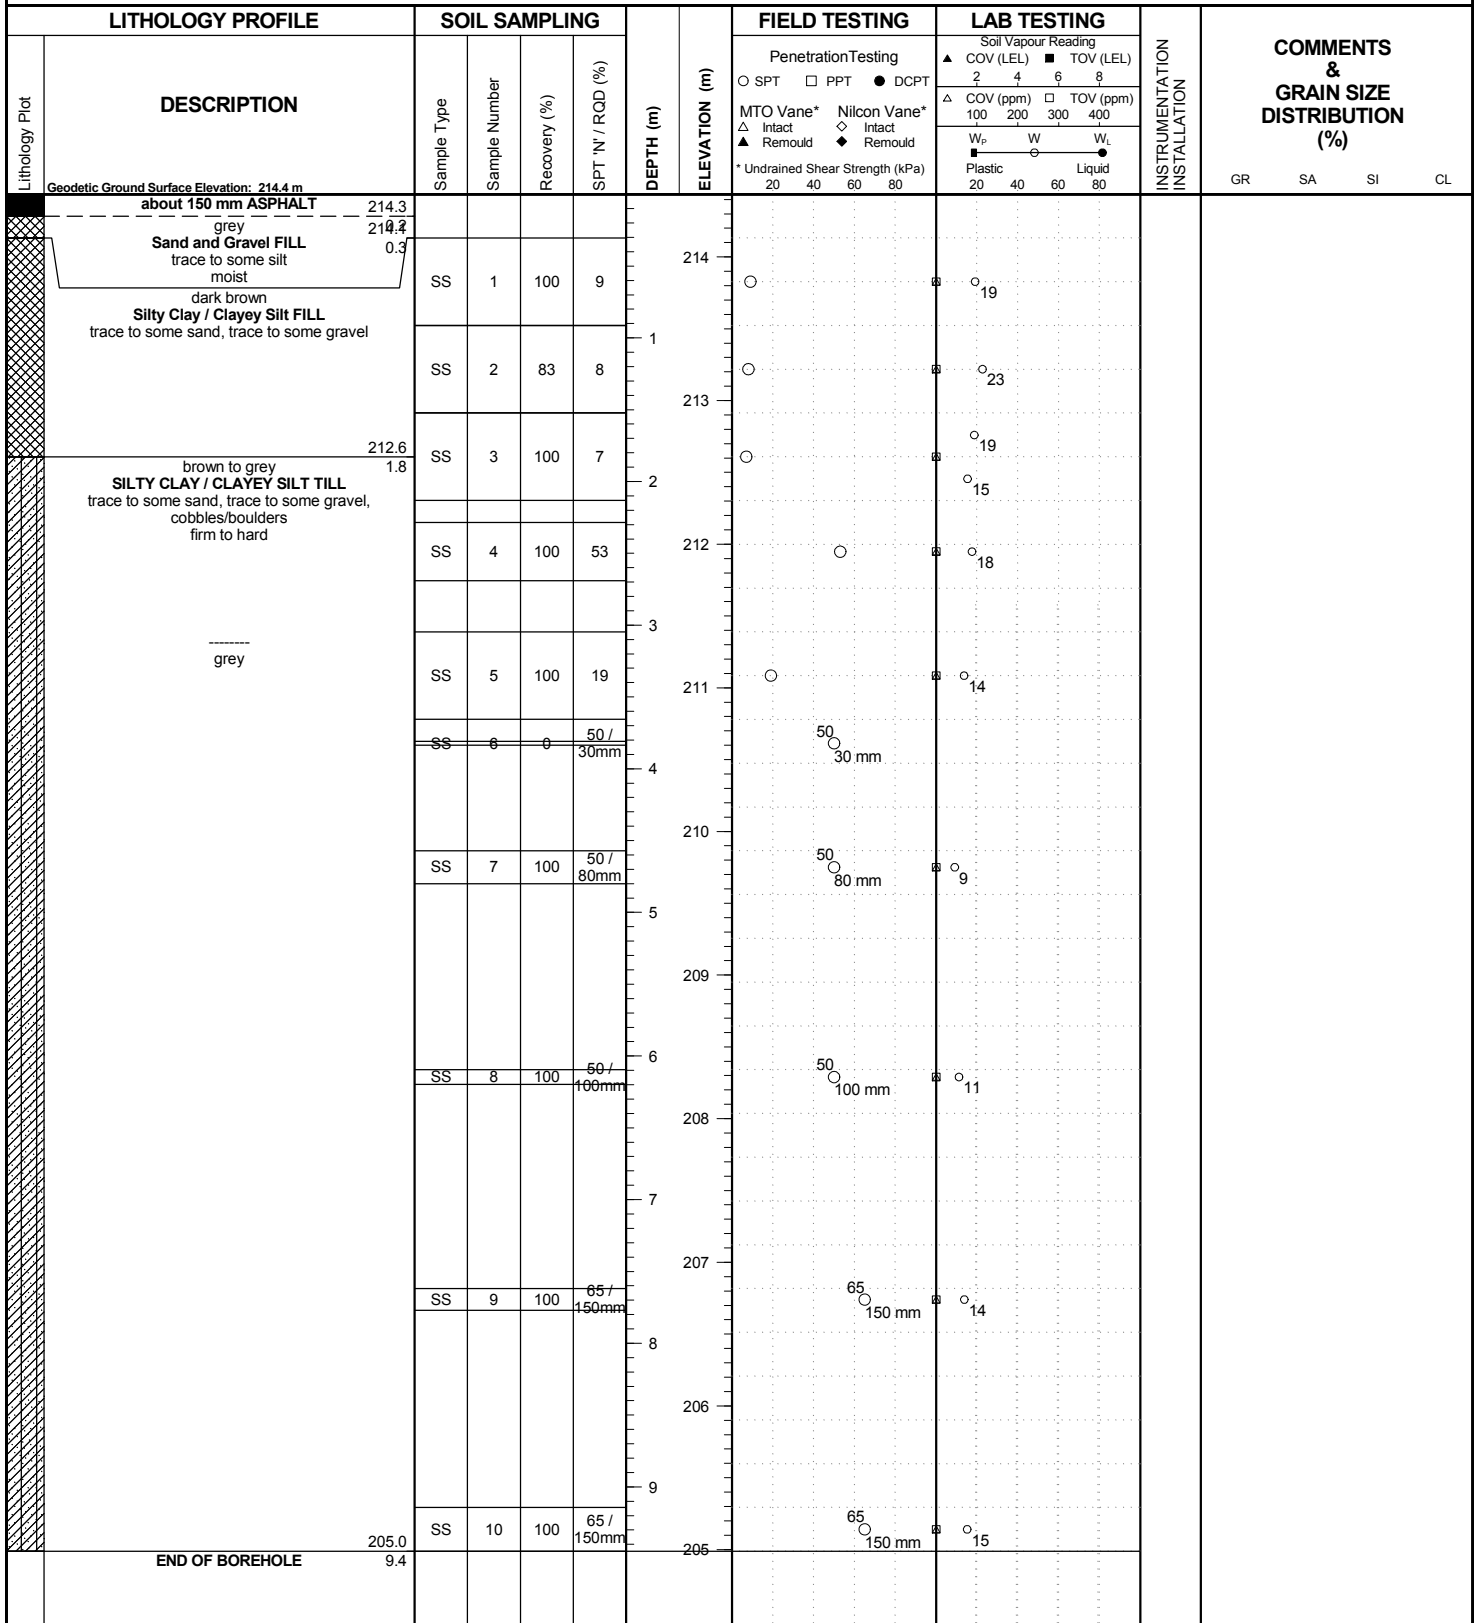 LITHOLOGY PROFILE
SOIL SAMPLING
FIELD TESTING
LAB TESTING
Lithology Plot
DESCRIPTION
Geodetic Ground Surface Elevation: 214.4 m
Sample Type
Sample Number
Recovery (%)
SPT 'N' / RQD (%)
DEPTH (m)
ELEVATION (m)
PenetrationTesting
SPT PPT DCPT
MTO Vane* Nilcon Vane*
Intact Intact
Remould Remould
* Undrained Shear Strength (kPa)
20 40 60 80
Soil Vapour Reading
COV (LEL) TOV (LEL)
2 4 6 8
COV (ppm) TOV (ppm)
100 200 300 400
WP W WL
Plastic Liquid
20 40 60 80
INSTRUMENTATION
INSTALLATION
COMMENTS
&
GRAIN SIZE
DISTRIBUTION
(%)
GR SA SI CL
about 150 mm ASPHALT 214.3
0.2
grey 214.1
Sand and Gravel FILL 0.3
trace to some silt
moist
dark brown
Silty Clay / Clayey Silt FILL
trace to some sand, trace to some gravel
212.6
brown to grey 1.8
SILTY CLAY / CLAYEY SILT TILL
trace to some sand, trace to some gravel,
cobbles/boulders
firm to hard
--------
grey
205.0
END OF BOREHOLE 9.4
SS 1 100 9
SS 2 83 8
SS 3 100 7
SS 4 100 53
SS 5 100 19
SS 6 0 50 /
30mm
SS 7 100 50 /
80mm
SS 8 100 50 /
100mm
SS 9 100 65 /
150mm
SS 10 100 65 /
150mm
1
2
3
4
5
6
7
8
9
214
213
212
211
210
209
208
207
206
205
50
30 mm
50
80 mm
50
100 mm
65
150 mm
65
150 mm
19
23
19
15
18
14
9
11
14
15